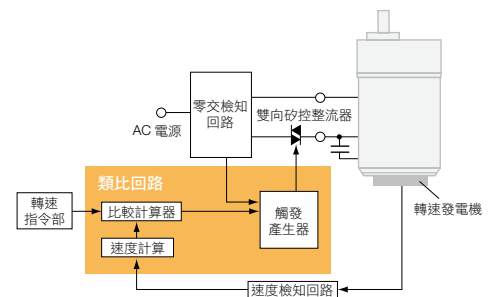 零交檢知
回路
AC 電源
雙向矽控整流器
類比回路
轉速
指令部
比較計算器
觸發
產生器
速度計算
轉速發電機
速度檢知回路